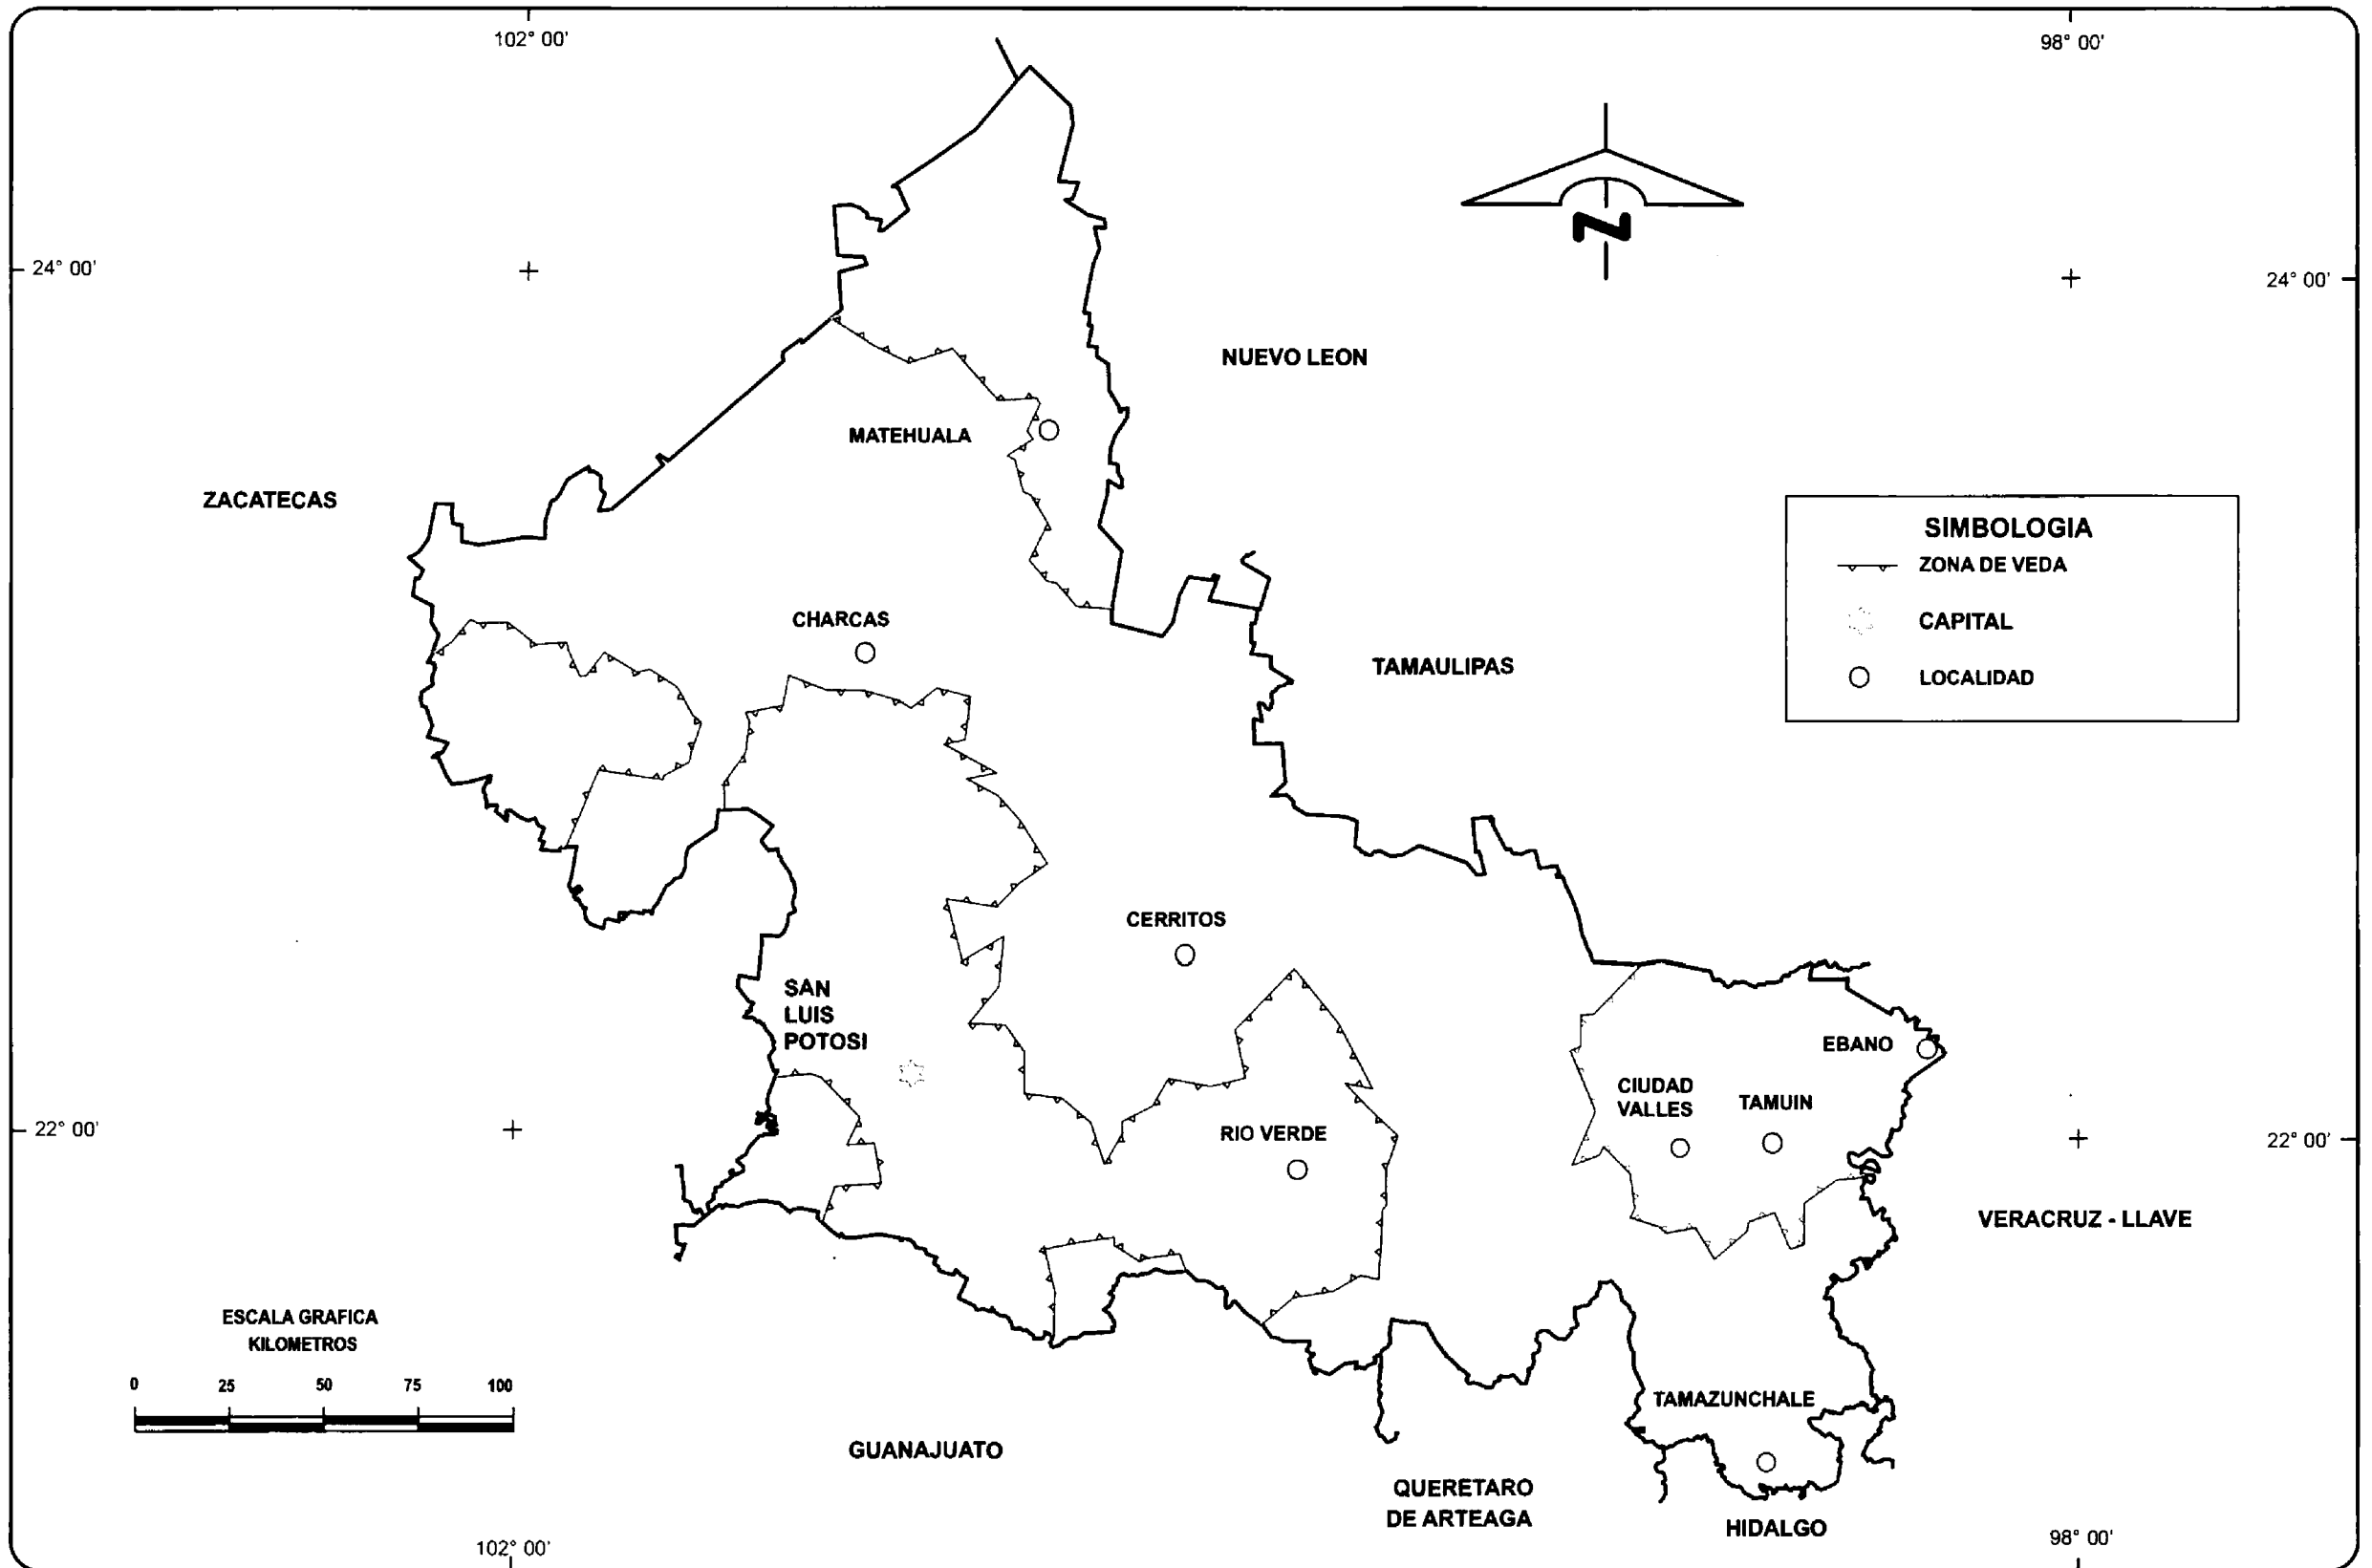 102° 00'
98° 00'
24° 00'
24° 00'
NUEVO LEON
MATEHUALA
ZACATECAS
SIMBOLOGIA
ZONA DE VEDA
CAPITAL
LOCALIDAD
CHARCAS
TAMAULIPAS
CERRITOS
SAN
LUIS
POTOSI
EBANO
CIUDAD
VALLES
TAMUIN
RIO VERDE
22° 00'
22° 00'
VERACRUZ - LLAVE
ESCALA GRAFICA
KILOMETROS
0 25 50 75 100
TAMAZUNCHALE
GUANAJUATO
QUERETARO
DE ARTEAGA
HIDALGO
102° 00'
98° 00'
N